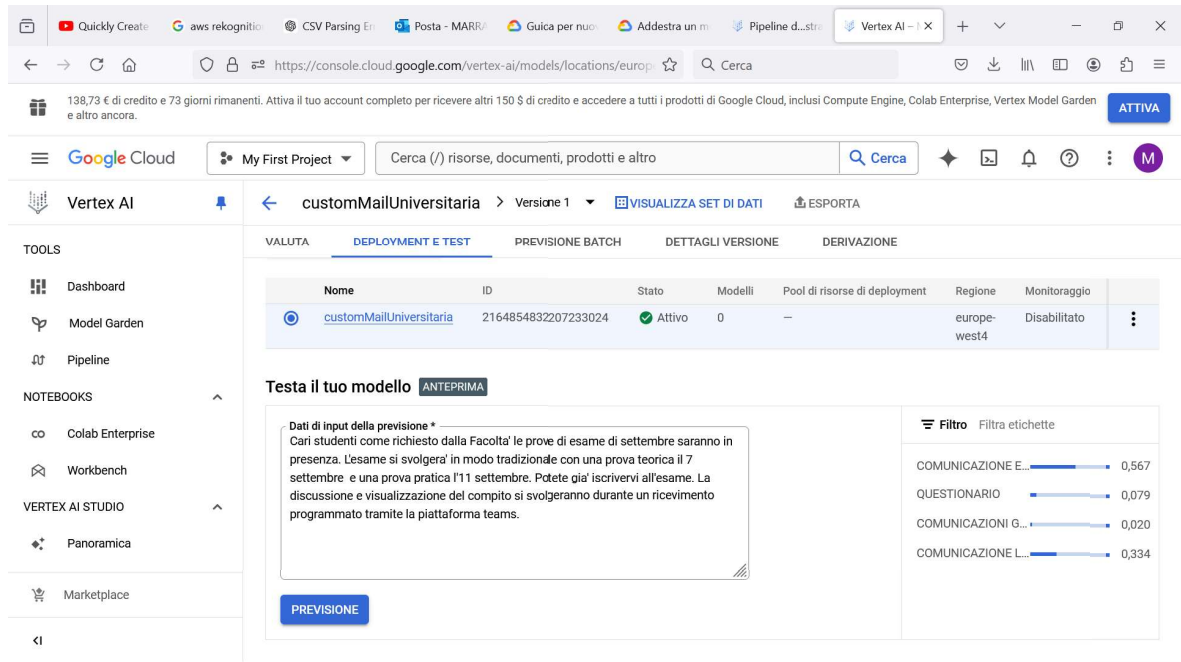 Quickly Create
aws rekognitio
CSV Parsing Err
Posta - MARRA
Guida per nuov
Addestra un m
Pipeline d...stra
Vertex AI –
https://console.cloud.google.com/vertex-ai/models/locations/europ
Cerca
138,73 € di credito e 73 giorni rimanenti. Attiva il tuo account completo per ricevere altri 150 $ di credito e accedere a tutti i prodotti di Google Cloud, inclusi Compute Engine, Colab Enterprise, Vertex Model Garden
e altro ancora.
ATTIVA
Google Cloud
My First Project
Cerca (/) risorse, documenti, prodotti e altro
Cerca
M
Vertex AI
customMailUniversitaria > Versione 1
VISUALIZZA SET DI DATI
ESPORTA
TOOLS
VALUTA
DEPLOYMENT E TEST
PREVISIONE BATCH
DETTAGLI VERSIONE
DERIVAZIONE
Dashboard
Model Garden
Pipeline
NOTEBOOKS
Colab Enterprise
Workbench
VERTEX AI STUDIO
Panoramica
Marketplace
Nome ID Stato Modelli Pool di risorse di deployment Regione Monitoraggio
customMailUniversitaria 2164854832207233024 Attivo 0 — europe- Disabilitato
west4
Testa il tuo modello ANTEPRIMA
Dati di input della previsione *
Cari studenti come richiesto dalla Facolta' le prove di esame di settembre saranno in
presenza. L'esame si svolgera' in modo tradizionale con una prova teorica il 7
settembre e una prova pratica l'11 settembre. Potete gia' iscrivervi all'esame. La
discussione e visualizzazione del compito si svolgeranno durante un ricevimento
programmato tramite la piattaforma teams.
PREVISIONE
Filtro Filtra etichette
COMUNICAZIONE E... 0,567
QUESTIONARIO 0,079
COMUNICAZIONI G... 0,020
COMUNICAZIONE L... 0,334